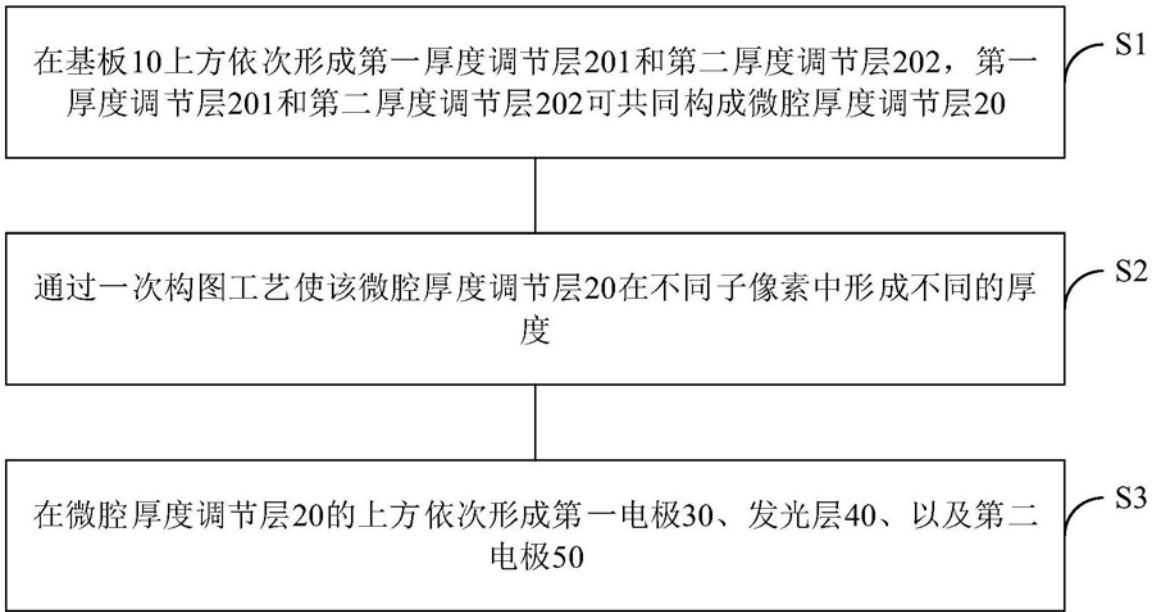 在基板10上方依次形成第一厚度调节层201和第二厚度调节层202，第一
厚度调节层201和第二厚度调节层202可共同构成微腔厚度调节层20
S1
通过一次构图工艺使该微腔厚度调节层20在不同子像素中形成不同的厚
度
S2
在微腔厚度调节层20的上方依次形成第一电极30、发光层40、以及第二
电极50
S3